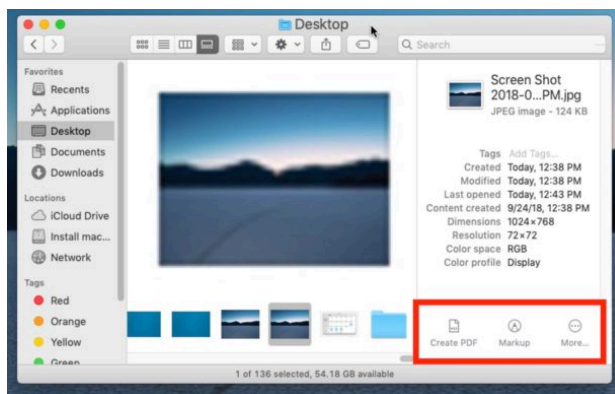 Desktop
Search
Favorites
Recents
Applications
Desktop
Documents
Downloads
Locations
iCloud Drive
Install mac...
Network
Tags
Red
Orange
Yellow
Green
Screen Shot
2018-0...PM.jpg
JPEG image - 124 KB
Tags Add Tags...
Created Today, 12:38 PM
Modified Today, 12:38 PM
Last opened Today, 12:43 PM
Content created 9/24/18, 12:38 PM
Dimensions 1024×768
Resolution 72×72
Color space RGB
Color profile Display
Create PDF Markup More...
1 of 136 selected, 54.18 GB available